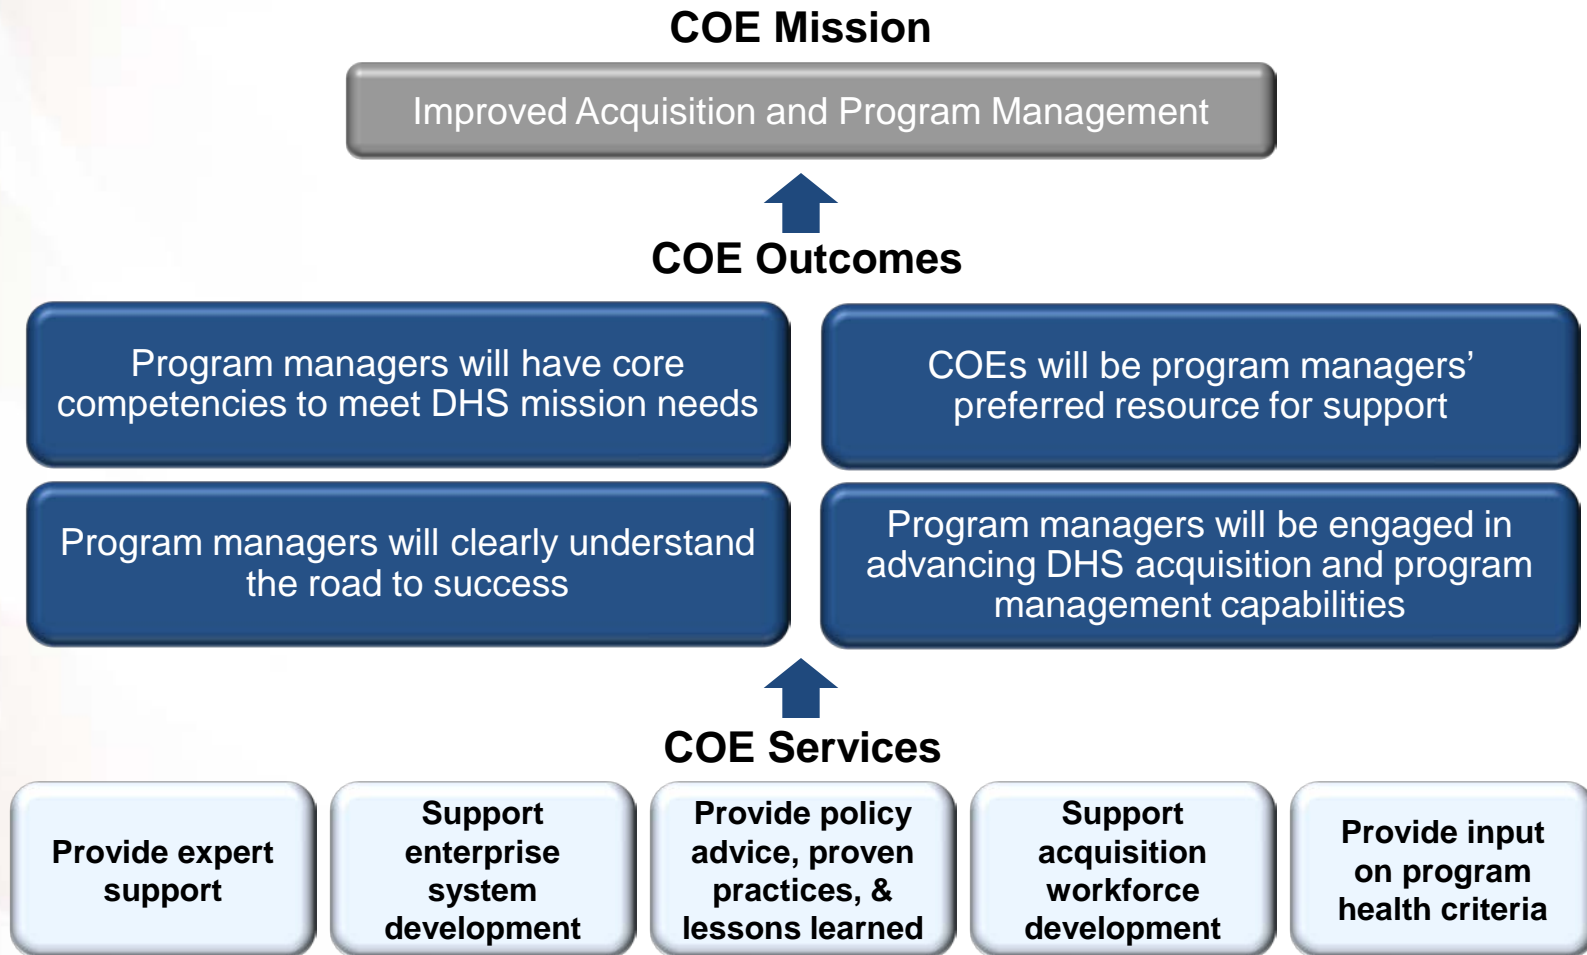 COE Mission
Improved Acquisition and Program Management
COE Outcomes
Program managers will have core
competencies to meet DHS mission needs
COEs will be program managers’
preferred resource for support
Program managers will clearly understand
the road to success
Program managers will be engaged in
advancing DHS acquisition and program
management capabilities
COE Services
Provide expert
support
Support
enterprise
system
development
Provide policy
advice, proven
practices, &
lessons learned
Support
acquisition
workforce
development
Provide input
on program
health criteria